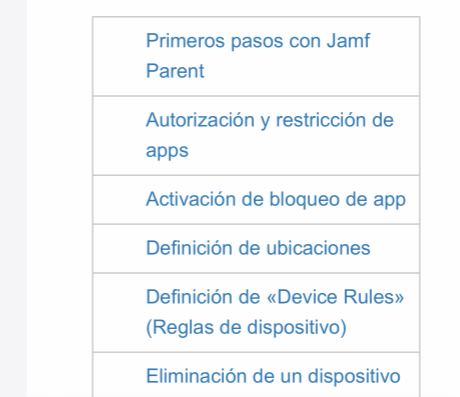 Primeros pasos con Jamf
Parent
Autorización y restricción de
apps
Activación de bloqueo de app
Definición de ubicaciones
Definición de «Device Rules»
(Reglas de dispositivo)
Eliminación de un dispositivo